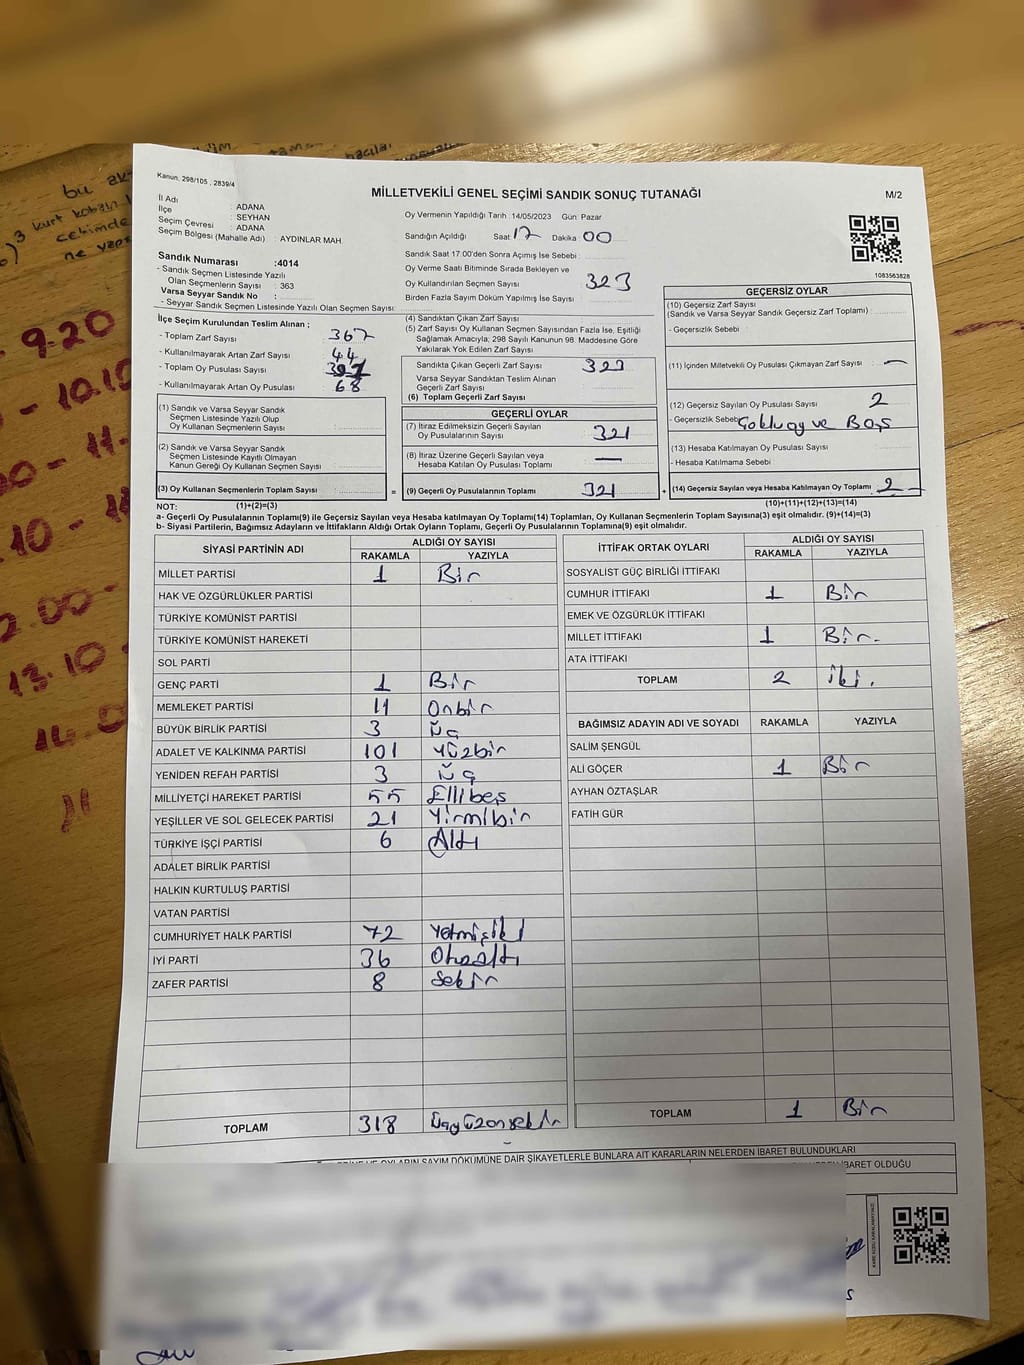 Kanun, 298/105 , 2839/4
MİLLETVEKİLİ GENEL SEÇİMİ SANDIK SONUÇ TUTANAĞI
M/2
İl Adı : ADANA
İlçe : SEYHAN
Seçim Çevresi : ADANA
Seçim Bölgesi (Mahalle Adı) : AYDINLAR MAH.
Oy Vermenin Yapıldığı Tarih 14/05/2023 Gün: Pazar
Sandığın Açıldığı Saat 17 Dakika 00
1083563828
Sandık Numarası :4014
- Sandık Seçmen Listesinde Yazılı
Olan Seçmenlerin Sayısı : 363
Varsa Seyyar Sandık No :
- Seyyar Sandık Seçmen Listesinde Yazılı Olan Seçmen Sayısı:
Sandık Saat 17.00'den Sonra Açılmış İse Sebebi :
Oy Verme Saati Bitiminde Sırada Bekleyen ve
Oy Kullandırılan Seçmen Sayısı : 323
Birden Fazla Sayım Döküm Yapılmış İse Sayısı :
İlçe Seçim Kurulundan Teslim Alınan :
- Toplam Zarf Sayısı : 367
- Kullanılmayarak Artan Zarf Sayısı : 44
- Toplam Oy Pusulası Sayısı :
- Kullanılmayarak Artan Oy Pusulası : 68
(1) Sandık ve Varsa Seyyar Sandık
Seçmen Listesinde Yazılı Olup
Oy Kullanan Seçmenlerin Sayısı :
(2) Sandık ve Varsa Seyyar Sandık
Seçmen Listesinde Kayıtlı Olmayan
Kanun Gereği Oy Kullanan Seçmen Sayısı :
(3) Oy Kullanan Seçmenlerin Toplam Sayısı :
(4) Sandıktan Çıkan Zarf Sayısı :
(5) Zarf Sayısı Oy Kullanan Seçmen Sayısından Fazla İse, Eşitliği
Sağlamak Amacıyla; 298 Sayılı Kanunun 98. Maddesine Göre
Yakılarak Yok Edilen Zarf Sayısı :
Sandıkta Çıkan Geçerli Zarf Sayısı : 323
Varsa Seyyar Sandıktan Teslim Alınan
Geçerli Zarf Sayısı :
(6) Toplam Geçerli Zarf Sayısı :
GEÇERLİ OYLAR
(7) İtiraz Edilmeksizin Geçerli Sayılan
Oy Pusulalarının Sayısı : 321
(8) İtiraz Üzerine Geçerli Sayılan veya
Hesaba Katılan Oy Pusulası Toplamı : —
= (9) Geçerli Oy Pusulalarının Toplamı : 321
GEÇERSİZ OYLAR
(10) Geçersiz Zarf Sayısı
(Sandık ve Varsa Seyyar Sandık Geçersiz Zarf Toplamı) :
- Geçersizlik Sebebi :
(11) İçinden Milletvekili Oy Pusulası Çıkmayan Zarf Sayısı : —
(12) Geçersiz Sayılan Oy Pusulası Sayısı : 2
- Geçersizlik Sebebi Çoklu oy ve Boş
(13) Hesaba Katılmayan Oy Pusulası Sayısı :
- Hesaba Katılmama Sebebi :
+ (14) Geçersiz Sayılan veya Hesaba Katılmayan Oy Toplamı : 2
NOT: (1)+(2)=(3) (10)+(11)+(12)+(13)=(14)
a- Geçerli Oy Pusulaları Toplamı(9) ile Geçersiz Sayılan veya Hesaba Katılmayan Oy Toplamı(14) Toplamları, Oy Kullanan Seçmenlerin Toplam Sayısına(3) eşit olmalıdır. (9)+(14)=(3)
b- Siyasi Partilerin, Bağımsız Adayların ve İttifakların Aldığı Ortak Oyların Toplamı, Geçerli Oy Pusulalarının Toplamına(9) eşit olmalıdır.
SİYASİ PARTİNİN ADI ALDIĞI OY SAYISI
RAKAMLA YAZIYLA
MİLLET PARTİSİ 1 Bir
HAK VE ÖZGÜRLÜKLER PARTİSİ
TÜRKİYE KOMÜNİST PARTİSİ
TÜRKİYE KOMÜNİST HAREKETİ
SOL PARTİ
GENÇ PARTİ 1 Bir
MEMLEKET PARTİSİ 11 Onbir
BÜYÜK BİRLİK PARTİSİ 3 Üç
ADALET VE KALKINMA PARTİSİ 101 Yüzbir
YENİDEN REFAH PARTİSİ 3 Üç
MİLLİYETÇİ HAREKET PARTİSİ 55 Ellibeş
YEŞİLLER VE SOL GELECEK PARTİSİ 21 Yirmibir
TÜRKİYE İŞÇİ PARTİSİ 6 Altı
ADALET BİRLİK PARTİSİ
HALKIN KURTULUŞ PARTİSİ
VATAN PARTİSİ
CUMHURİYET HALK PARTİSİ 72 Yetmişiki
İYİ PARTİ 36 Otuzaltı
ZAFER PARTİSİ 8 Sekiz
TOPLAM 318 Üçyüzonsekiz
İTTİFAK ORTAK OYLARI ALDIĞI OY SAYISI
RAKAMLA YAZIYLA
SOSYALİST GÜÇ BİRLİĞİ İTTİFAKI
CUMHUR İTTİFAKI 1 Bir
EMEK VE ÖZGÜRLÜK İTTİFAKI
MİLLET İTTİFAKI 1 Bir.
ATA İTTİFAKI
TOPLAM 2 iki.
BAĞIMSIZ ADAYIN ADI VE SOYADI RAKAMLA YAZIYLA
SALİM ŞENGÜL
ALİ GÖÇER 1 Bir
AYHAN ÖZTAŞLAR
FATİH GÜR
TOPLAM 1 Bir
OYLARIN SAYIM DÖKÜMÜNE DAİR ŞİKAYETLERLE BUNLARA AİT KARARLARIN NELERDEN İBARET BULUNDUKLARI
İBARET OLDUĞU
bu
3 kurt
ne
9.20
- 10.10
- 11.
10 -
2.00 -
13.10
11